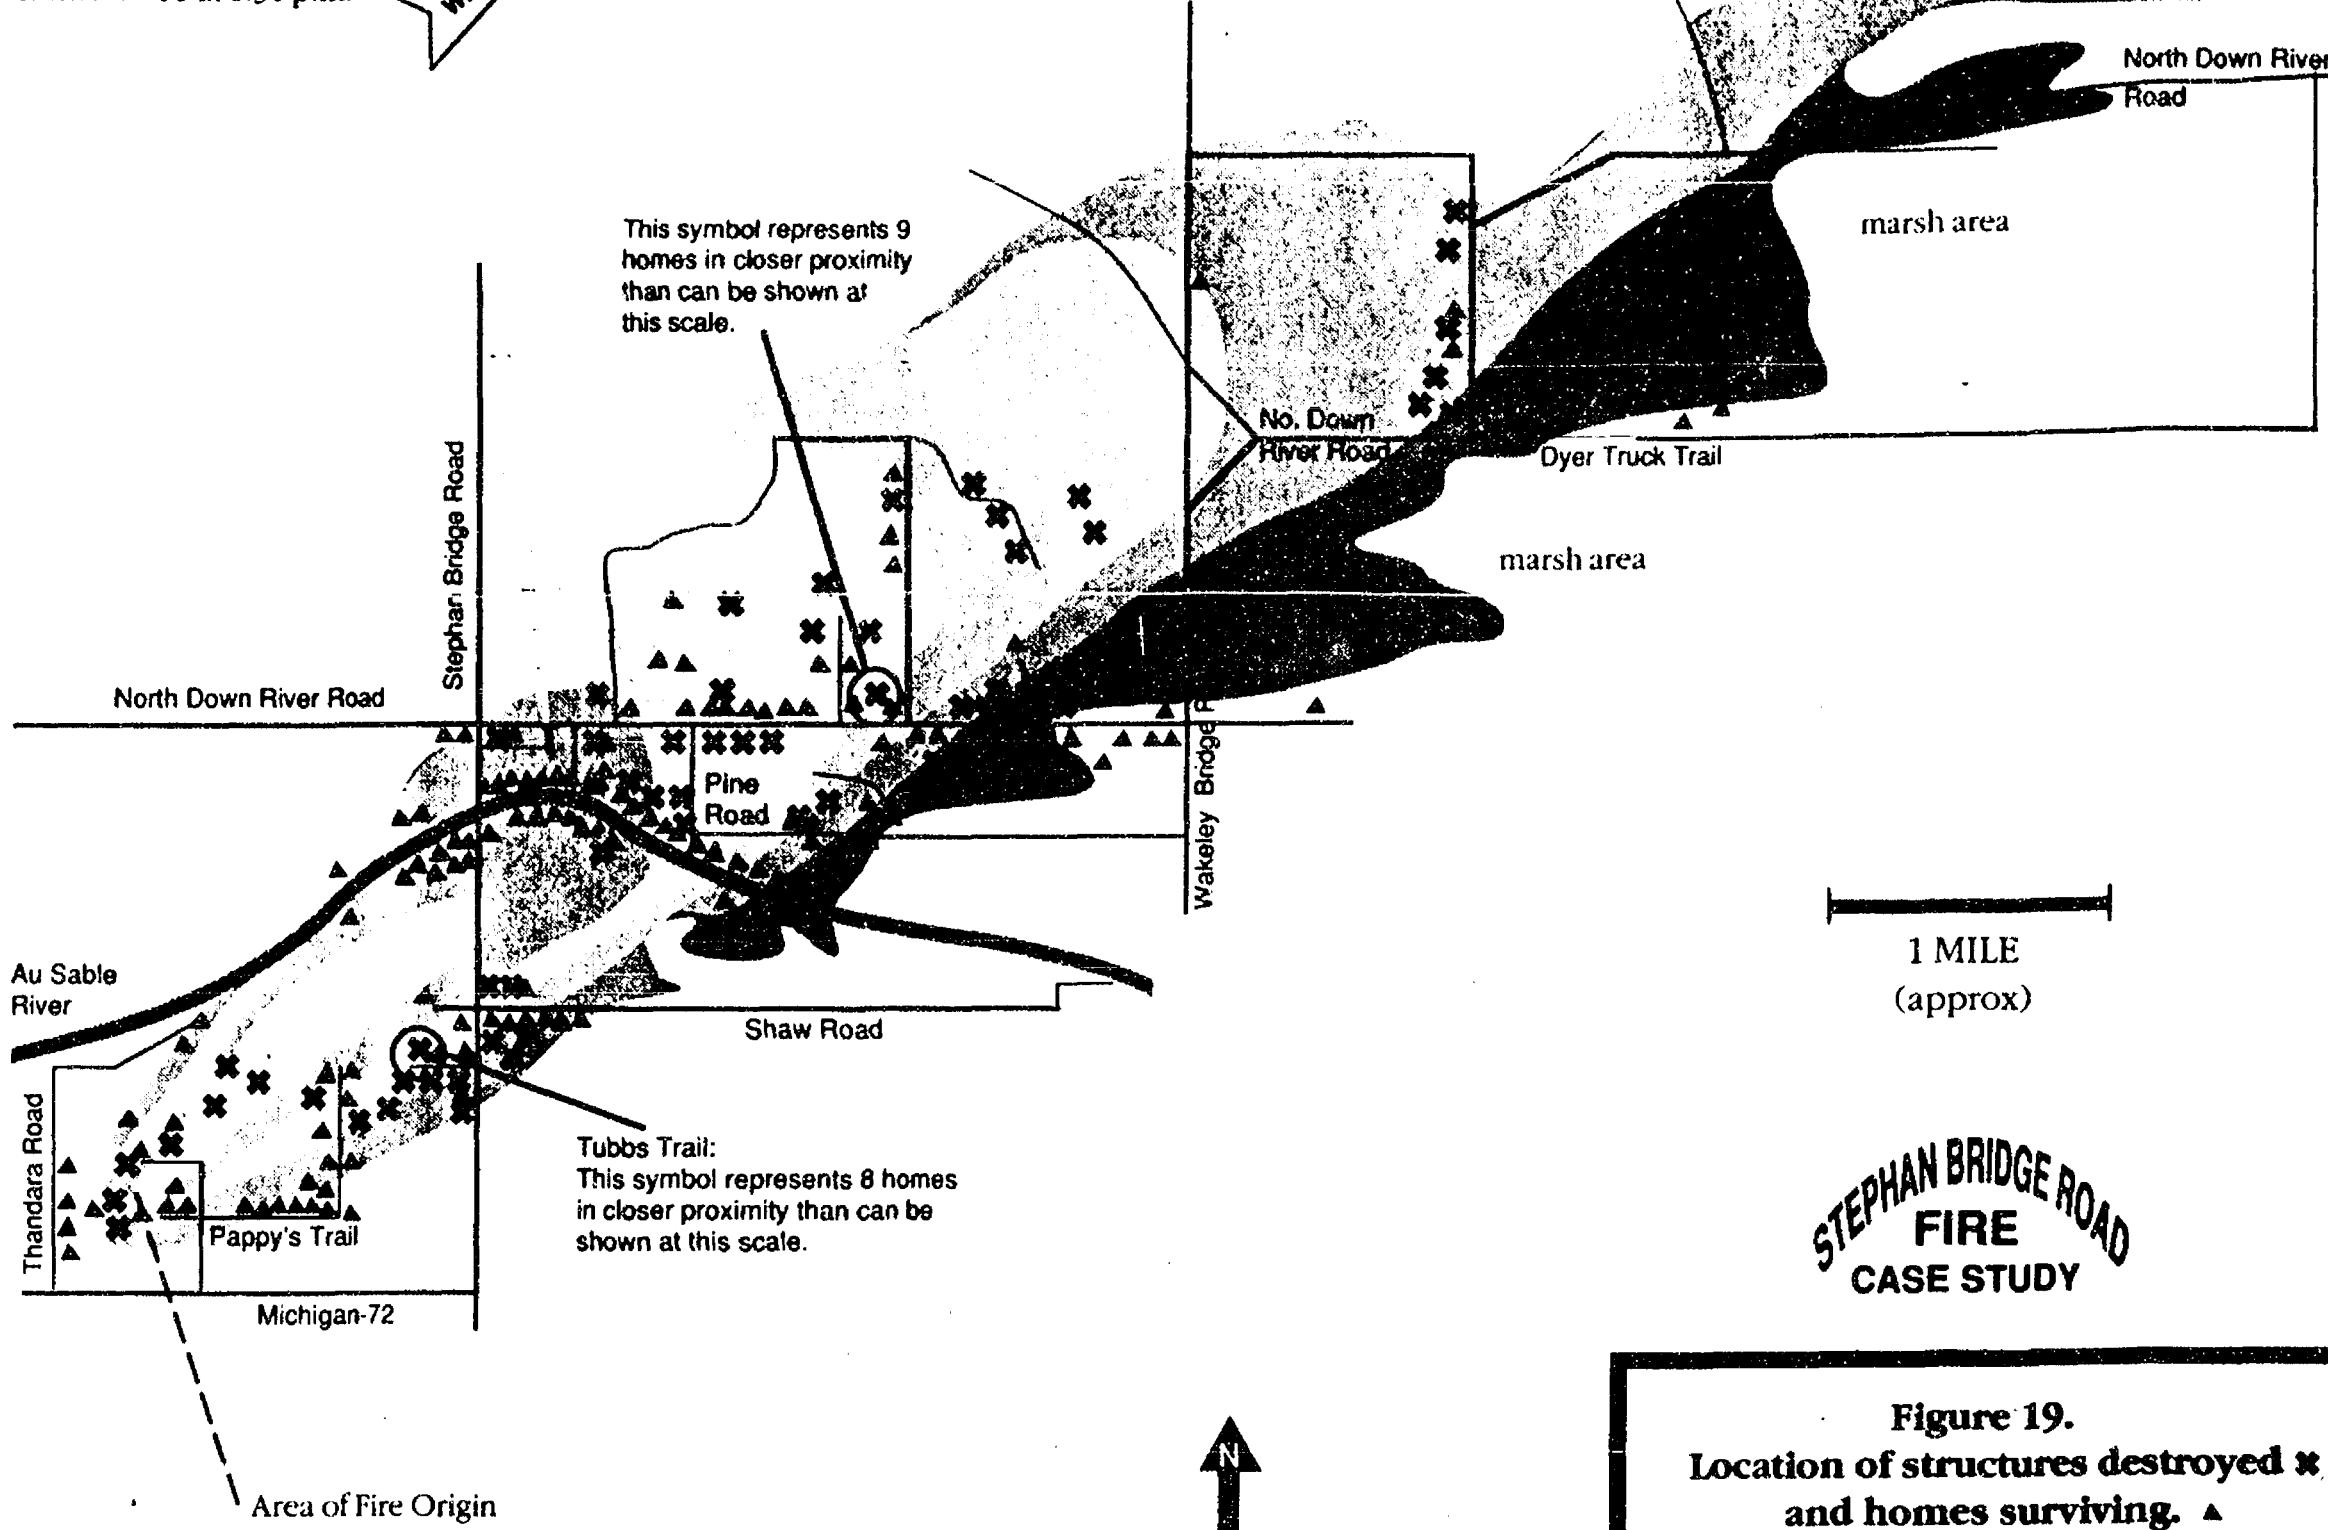 North Down River
Road
marsh area
This symbol represents 9
homes in closer proximity
than can be shown at
this scale.
No. Down
River Road
Dyer Truck Trail
marsh area
Stephan Bridge Road
North Down River Road
Pine
Road
Wakeley Bridge
1 MILE
(approx)
Au Sable
River
Shaw Road
Thandara Road
Tubbs Trail:
This symbol represents 8 homes
in closer proximity than can be
shown at this scale.
Pappy's Trail
Michigan-72
STEPHAN BRIDGE ROAD
FIRE
CASE STUDY
Area of Fire Origin
N
Figure 19.
Location of structures destroyed ✖
and homes surviving. ▲